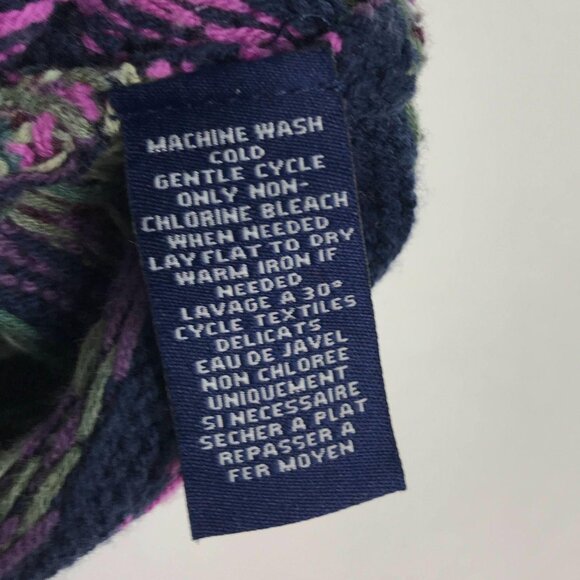 MACHINE WASH
COLD
GENTLE CYCLE
ONLY NON-
CHLORINE BLEACH
WHEN NEEDED
LAY FLAT TO DRY
WARM IRON IF
NEEDED
LAVAGE A 30°
CYCLE TEXTILES
DELICATS
EAU DE JAVEL
NON CHLOREE
UNIQUEMENT
SI NECESSAIRE
SECHER A PLAT
REPASSER A
FER MOYEN